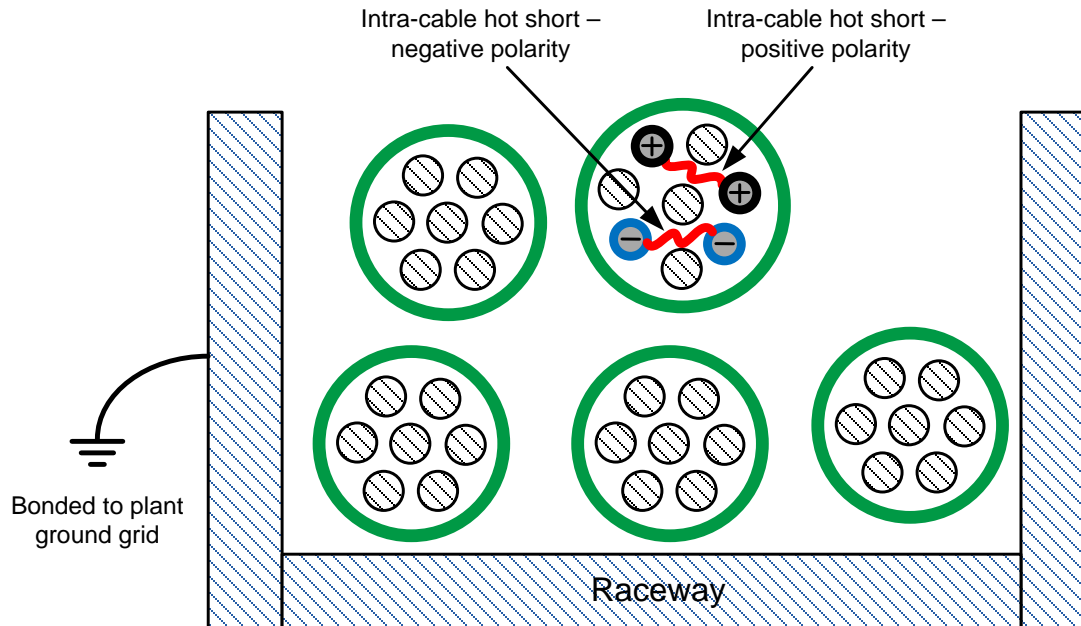 Intra-cable hot short –
negative polarity
Intra-cable hot short –
positive polarity
+
+
−
−
Bonded to plant
ground grid
Raceway